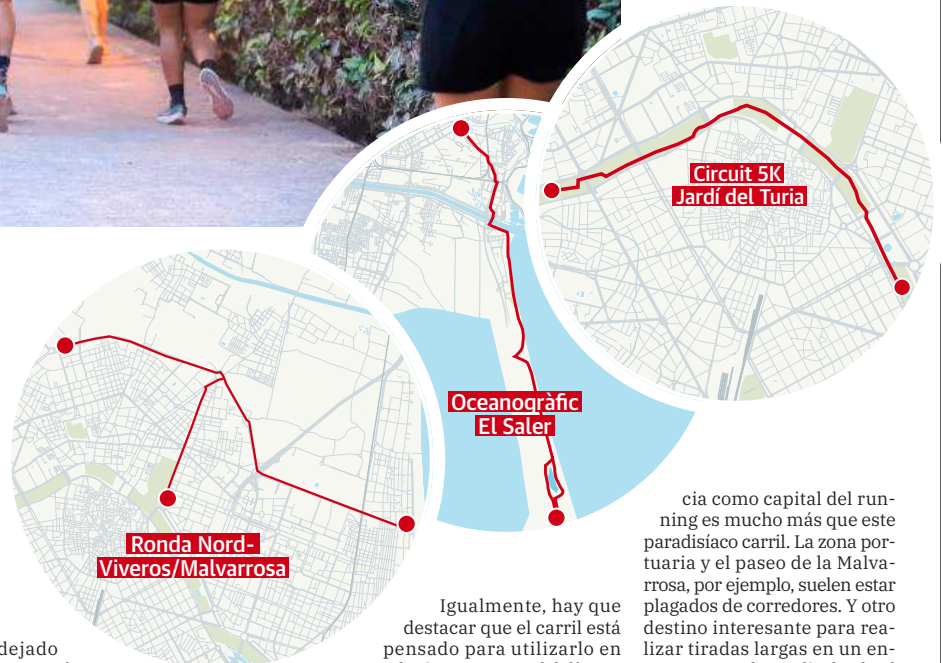 Circuit 5K
Jardí del Turia
Oceanogràfic
El Saler
Ronda Nord-
Viveros/Malvarrosa
dejado
Igualmente, hay que
destacar que el carril está
pensado para utilizarlo en
cia como capital del run-
ning es mucho más que este
paradisíaco carril. La zona por-
tuaria y el paseo de la Malva-
rrosa, por ejemplo, suelen estar
plagados de corredores. Y otro
destino interesante para rea-
lizar tiradas largas en un en-